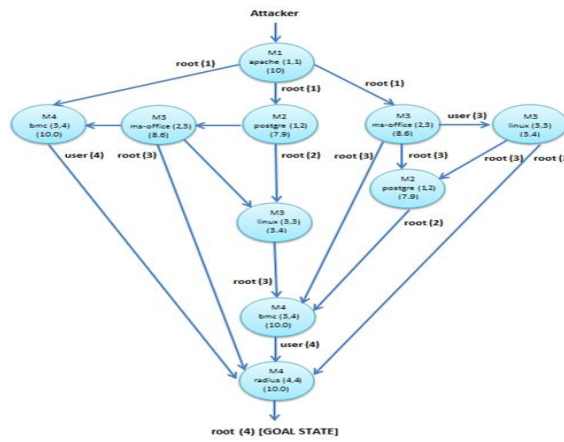 Attacker
M1
apache (1,1)
(10)
root (1)
root (1)
root (1)
M4
bmc (3,4)
(10.0)
M3
ms-office (2,3)
(8.6)
M2
postgre (1,2)
(7.9)
M3
ms-office (2,3)
(8.6)
user (3)
M3
linux (3,3)
(3.4)
user (4)
root (3)
root (2)
root (3)
root (3)
root (3)
root (
M2
postgre (1,2)
(7.9)
M3
linux (3,3)
(3.4)
root (2)
root (3)
M4
bmc (3,4)
(10.0)
user (4)
M4
radius (4,4)
(10.0)
root (4) [GOAL STATE]